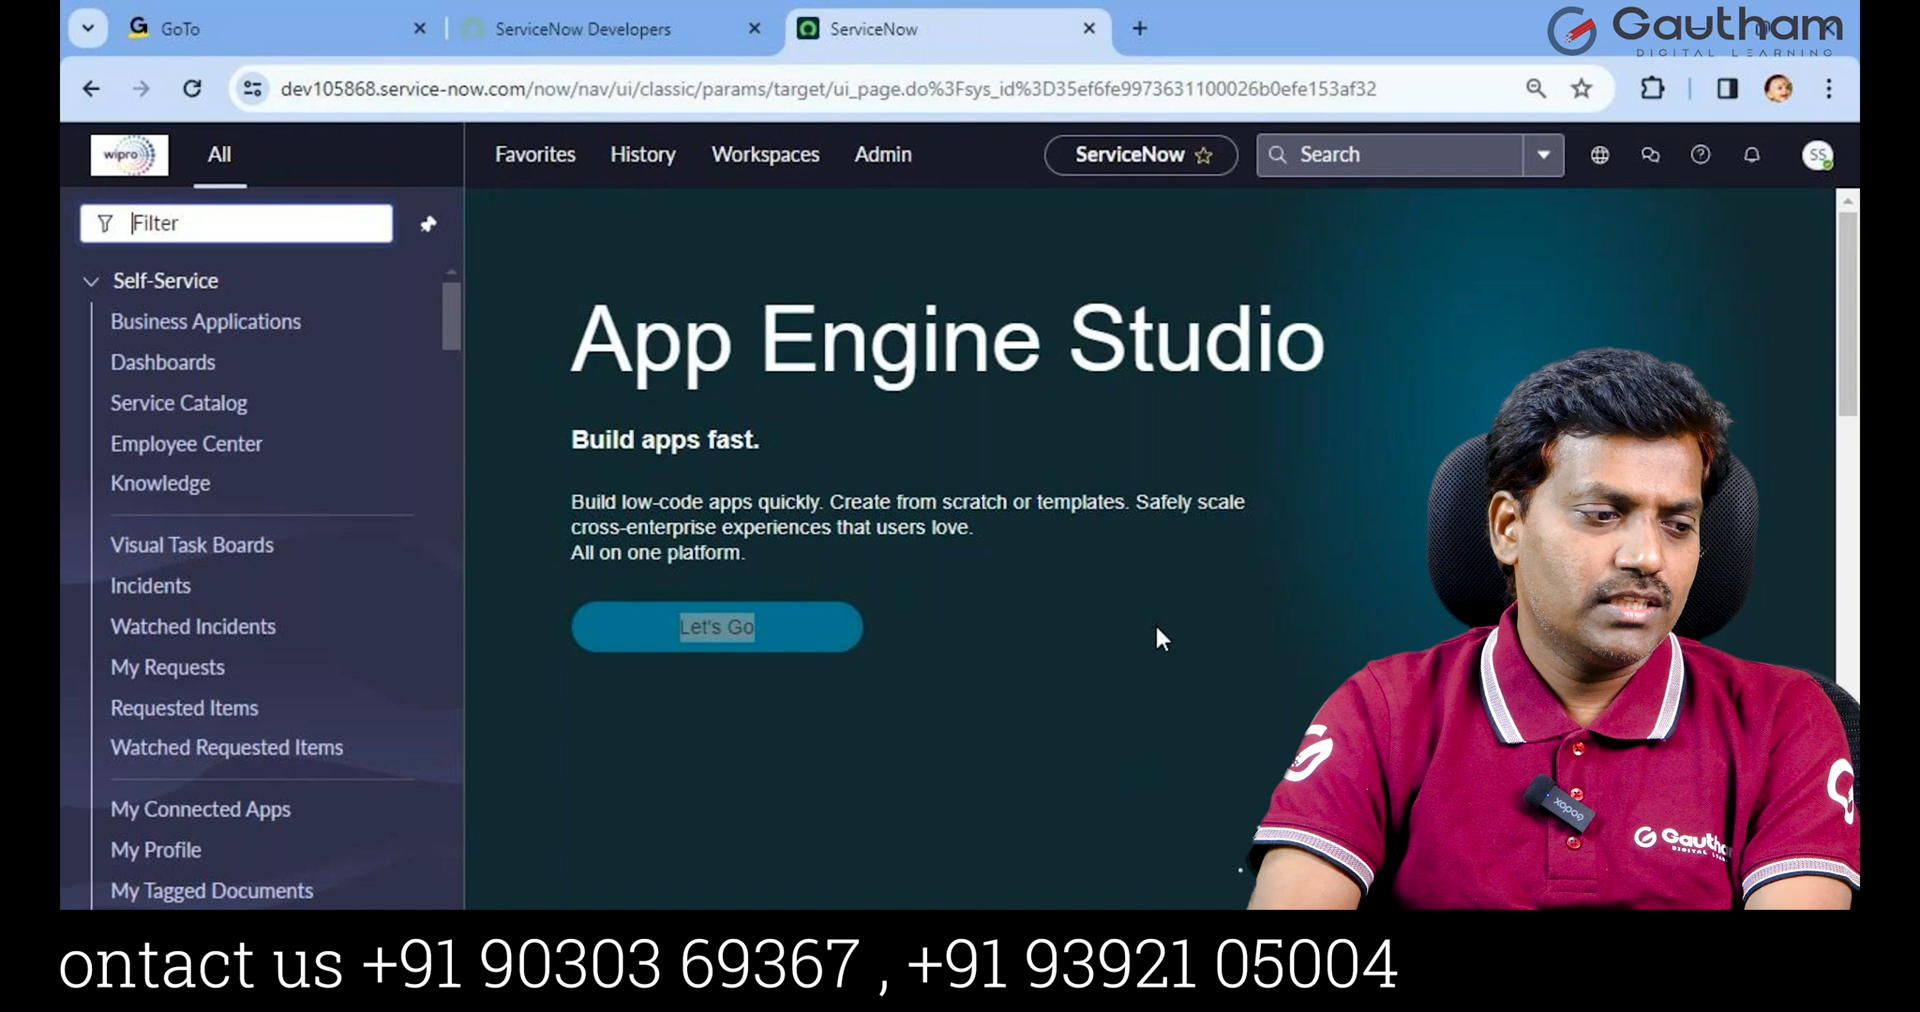 GoTo
ServiceNow Developers
ServiceNow
Gautham
DIGITAL LEARNING
dev105868.service-now.com/now/nav/ui/classic/params/target/ui_page.do%3Fsys_id%3D35ef6fe9973631100026b0efe153af32
wipro
All
Favorites
History
Workspaces
Admin
ServiceNow
Search
SS
Filter
Self-Service
Business Applications
Dashboards
Service Catalog
Employee Center
Knowledge
Visual Task Boards
Incidents
Watched Incidents
My Requests
Requested Items
Watched Requested Items
My Connected Apps
My Profile
My Tagged Documents
App Engine Studio
Build apps fast.
Build low-code apps quickly. Create from scratch or templates. Safely scale
cross-enterprise experiences that users love.
All on one platform.
Let's Go
Godox
ontact us +91 90303 69367 , +91 93921 05004